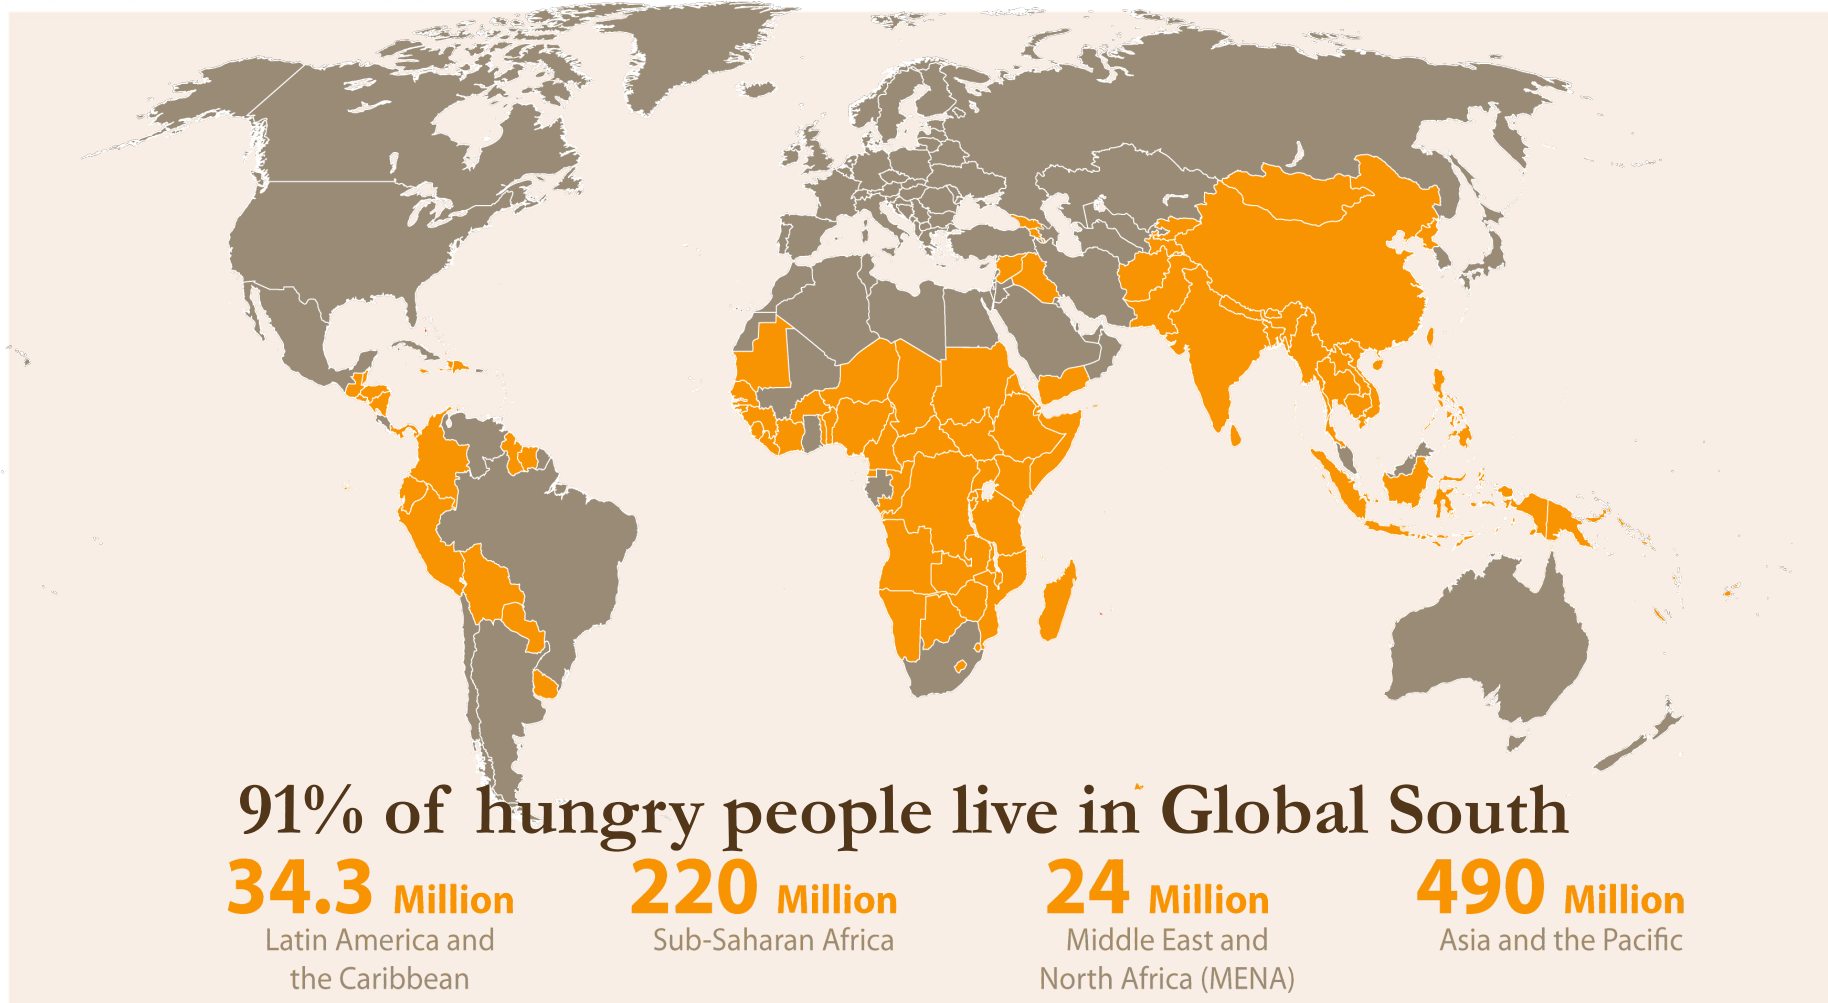 91% of hungry people live in Global South
34.3 Million
Latin America and
the Caribbean
220 Million
Sub-Saharan Africa
24 Million
Middle East and
North Africa (MENA)
490 Million
Asia and the Pacific